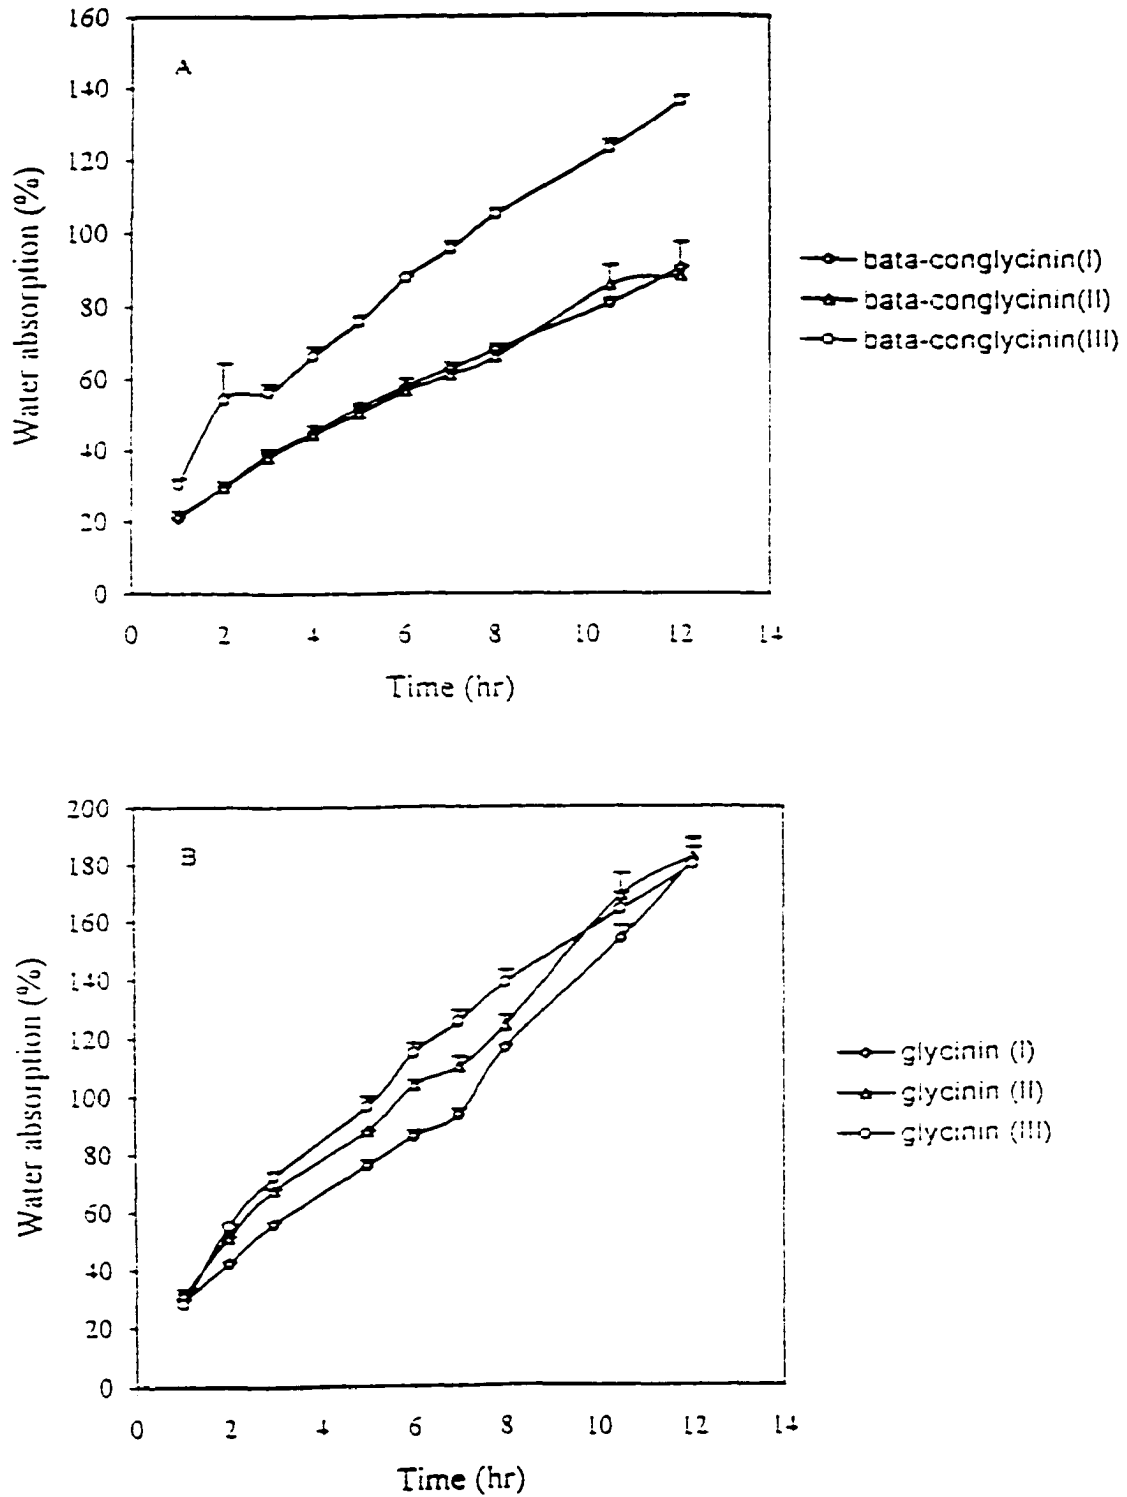 160
A
140
120
100
80
60
40
20
0
Water absorption (%)
0 2 4 6 8 10 12 14
Time (hr)
bata-conglycinin(I)
bata-conglycinin(II)
bata-conglycinin(III)
200
B
180
160
140
120
100
80
60
40
20
0
Water absorption (%)
0 2 4 6 8 10 12 14
Time (hr)
glycinin (I)
glycinin (II)
glycinin (III)